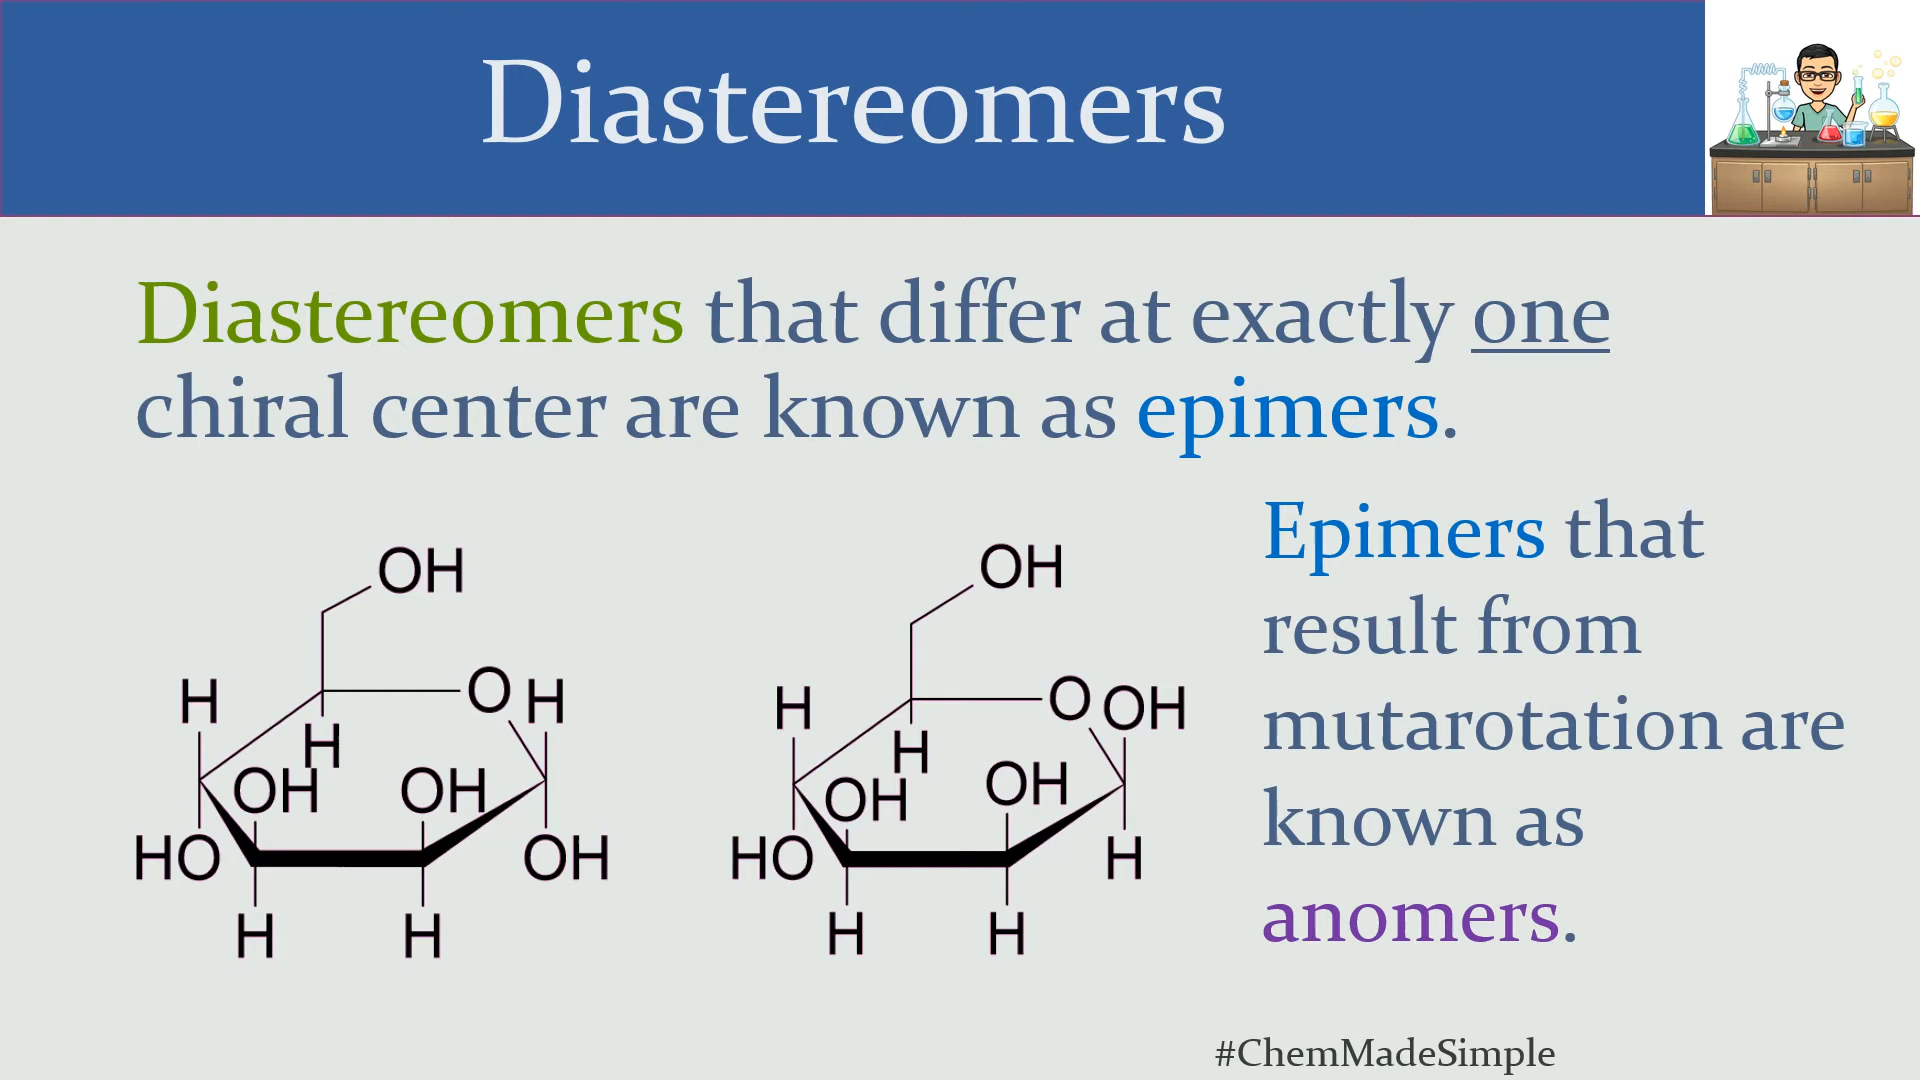 Diastereomers
Diastereomers that differ at exactly one
chiral center are known as epimers.
Epimers that
result from
mutarotation are
known as
anomers.
OH
H
O H
H
OH
OH
HO
OH
H
H
OH
H
O OH
H
OH
OH
HO
H
H
H
#ChemMadeSimple